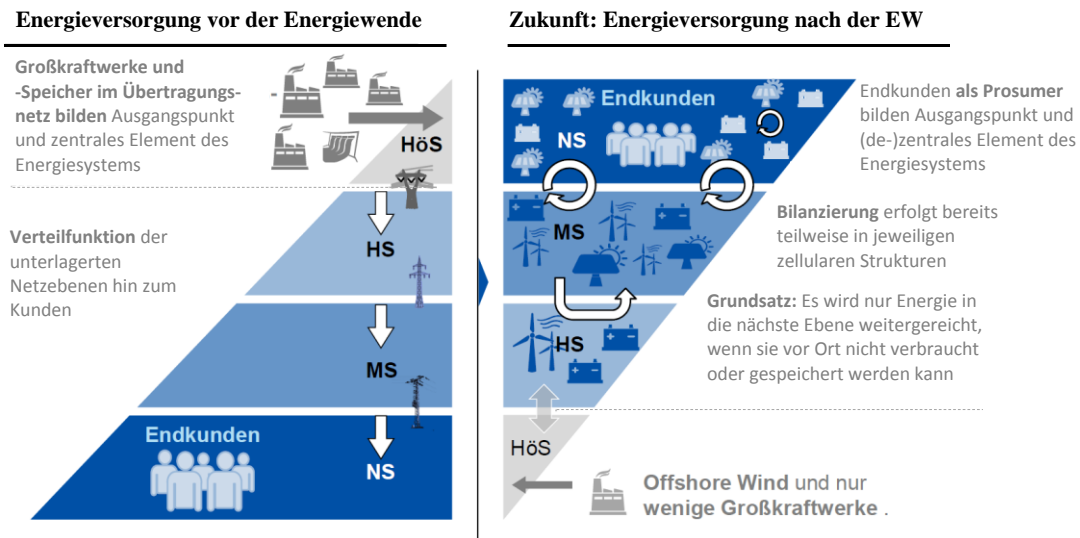 Energieversorgung vor der Energiewende
Großkraftwerke und
-Speicher im Übertragungs-
netz bilden Ausgangspunkt
und zentrales Element des
Energiesystems
HöS
Verteilfunktion der
unterlagerten
Netzebenen hin zum
Kunden
HS
MS
Endkunden
NS
Zukunft: Energieversorgung nach der EW
Endkunden
NS
Endkunden als Prosumer
bilden Ausgangspunkt und
(de-)zentrales Element des
Energiesystems
MS
Bilanzierung erfolgt bereits
teilweise in jeweiligen
zellularen Strukturen
HS
Grundsatz: Es wird nur Energie in
die nächste Ebene weitergereicht,
wenn sie vor Ort nicht verbraucht
oder gespeichert werden kann
HöS
Offshore Wind und nur
wenige Großkraftwerke .